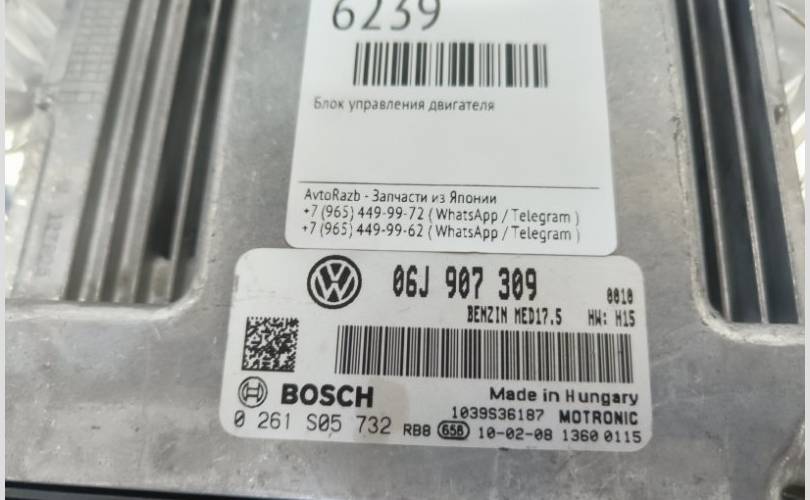 6239
Блок управления двигателя
AvtoRazb - Запчасти из Японии
+7 (965) 449-99-72 ( WhatsApp / Telegram )
+7 (965) 449-99-62 ( WhatsApp / Telegram )
VW 06J 907 309 0010
BENZIN MED17.5 HW: H15
BOSCH Made in Hungary
1039S36187 MOTRONIC
0 261 S05 732 RB8 658 10-02-08 1360 0115